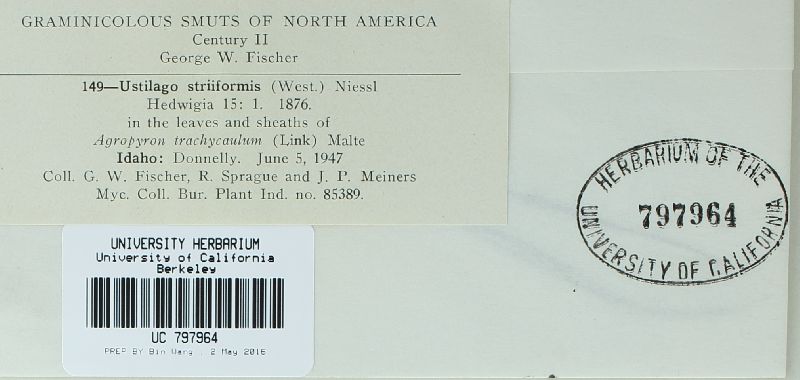 GRAMINICOLOUS SMUTS OF NORTH AMERICA
Century II
George W. Fischer
149—Ustilago striiformis (West.) Niessl
Hedwigia 15: 1. 1876.
in the leaves and sheaths of
Agropyron trachycaulum (Link) Malte
Idaho: Donnelly. June 5, 1947
Coll. G. W. Fischer, R. Sprague and J. P. Meiners
Myc. Coll. Bur. Plant Ind. no. 85389.
HERBARIUM OF THE
797964
UNIVERSITY OF CALIFORNIA
UNIVERSITY HERBARIUM
University of California
Berkeley
UC 797964
PREP BY Bin Wang . 2 May 2016